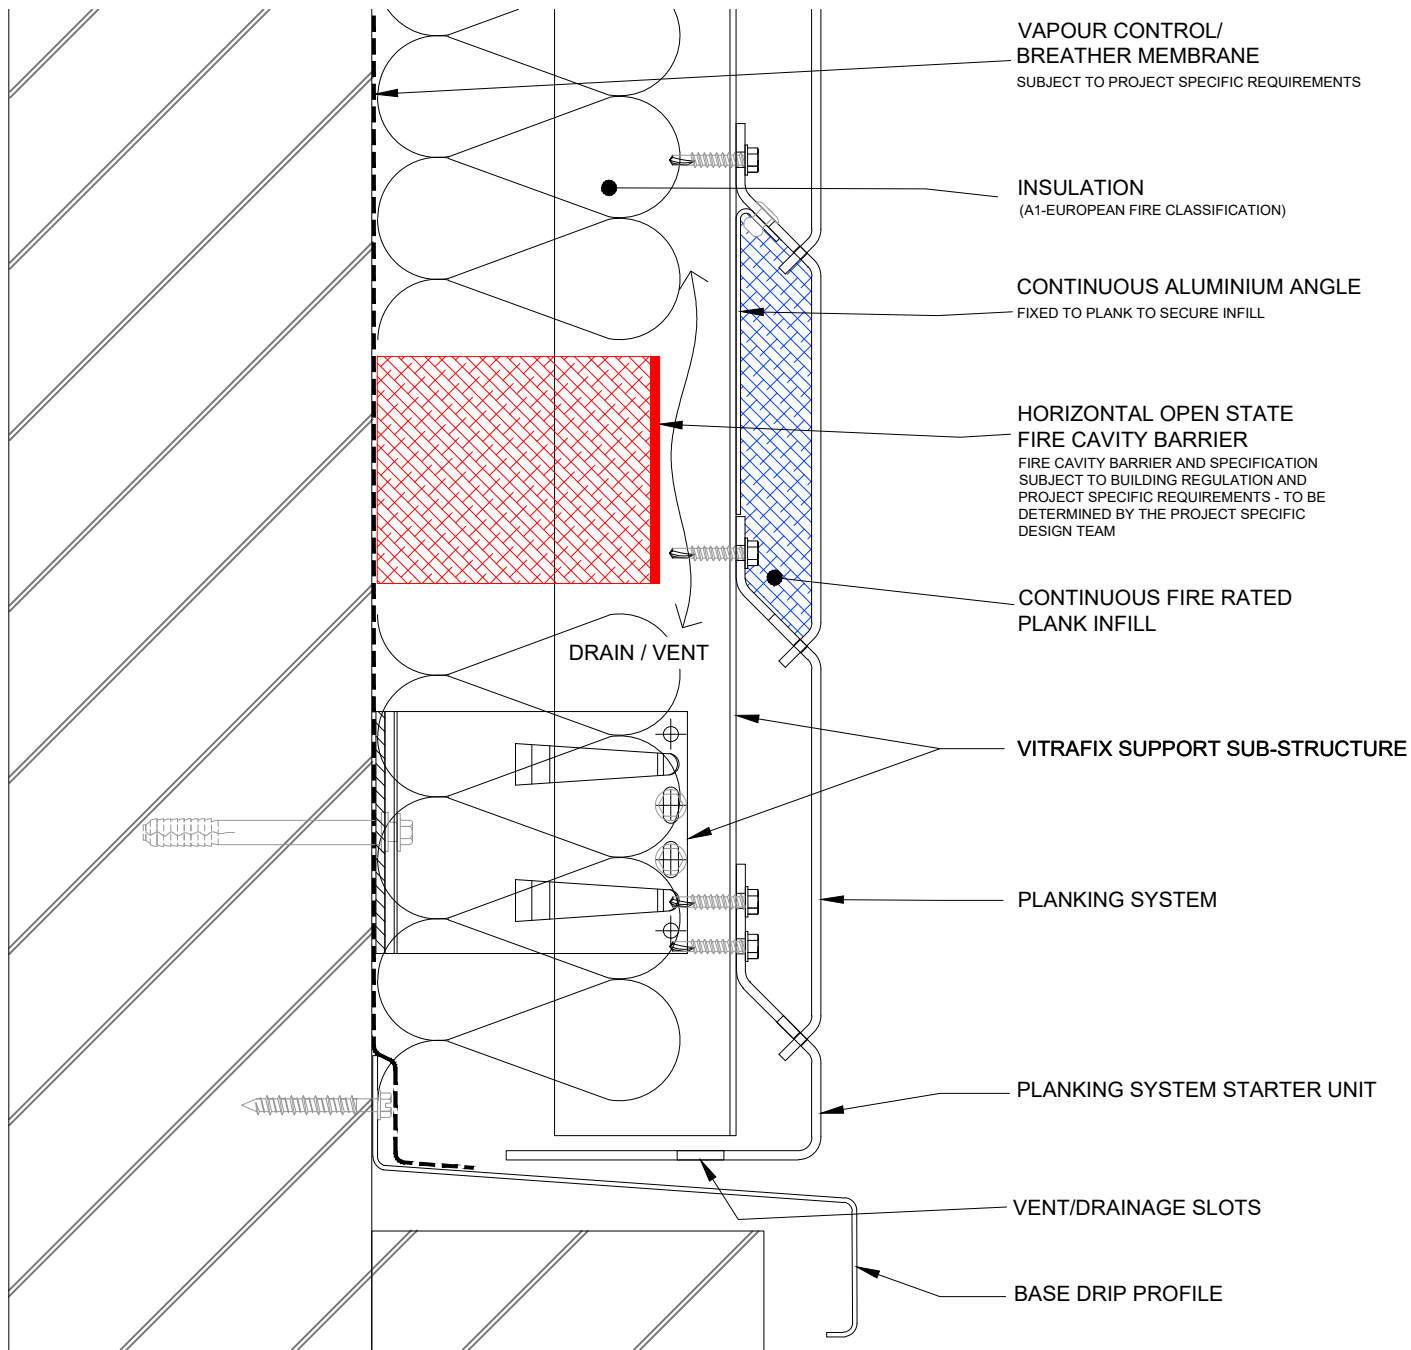 VAPOUR CONTROL/
BREATHER MEMBRANE
SUBJECT TO PROJECT SPECIFIC REQUIREMENTS
INSULATION
(A1-EUROPEAN FIRE CLASSIFICATION)
CONTINUOUS ALUMINIUM ANGLE
FIXED TO PLANK TO SECURE INFILL
HORIZONTAL OPEN STATE
FIRE CAVITY BARRIER
FIRE CAVITY BARRIER AND SPECIFICATION
SUBJECT TO BUILDING REGULATION AND
PROJECT SPECIFIC REQUIREMENTS - TO BE
DETERMINED BY THE PROJECT SPECIFIC
DESIGN TEAM
CONTINUOUS FIRE RATED
PLANK INFILL
DRAIN / VENT
VITRAFIX SUPPORT SUB-STRUCTURE
PLANKING SYSTEM
PLANKING SYSTEM STARTER UNIT
VENT/DRAINAGE SLOTS
BASE DRIP PROFILE